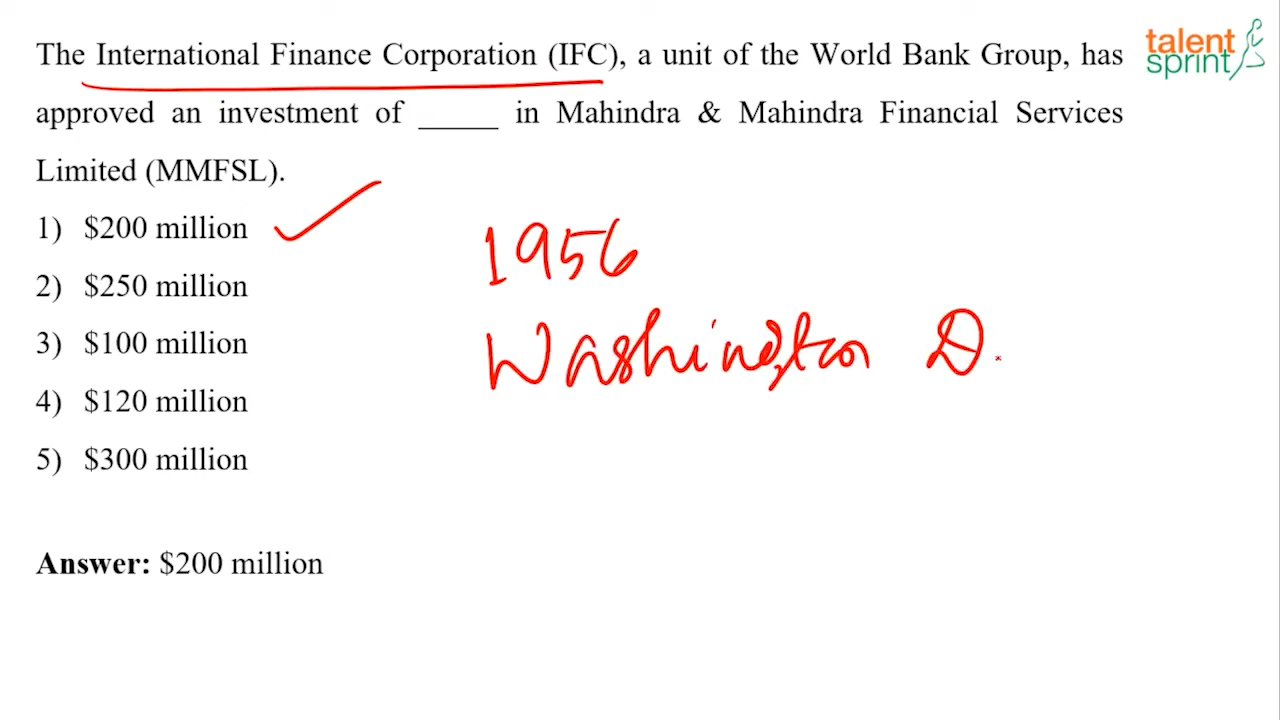 The International Finance Corporation (IFC), a unit of the World Bank Group, has
approved an investment of _____ in Mahindra & Mahindra Financial Services
Limited (MMFSL).
talent
sprint
1) $200 million
2) $250 million
3) $100 million
4) $120 million
5) $300 million
1956
Washington D.
Answer: $200 million